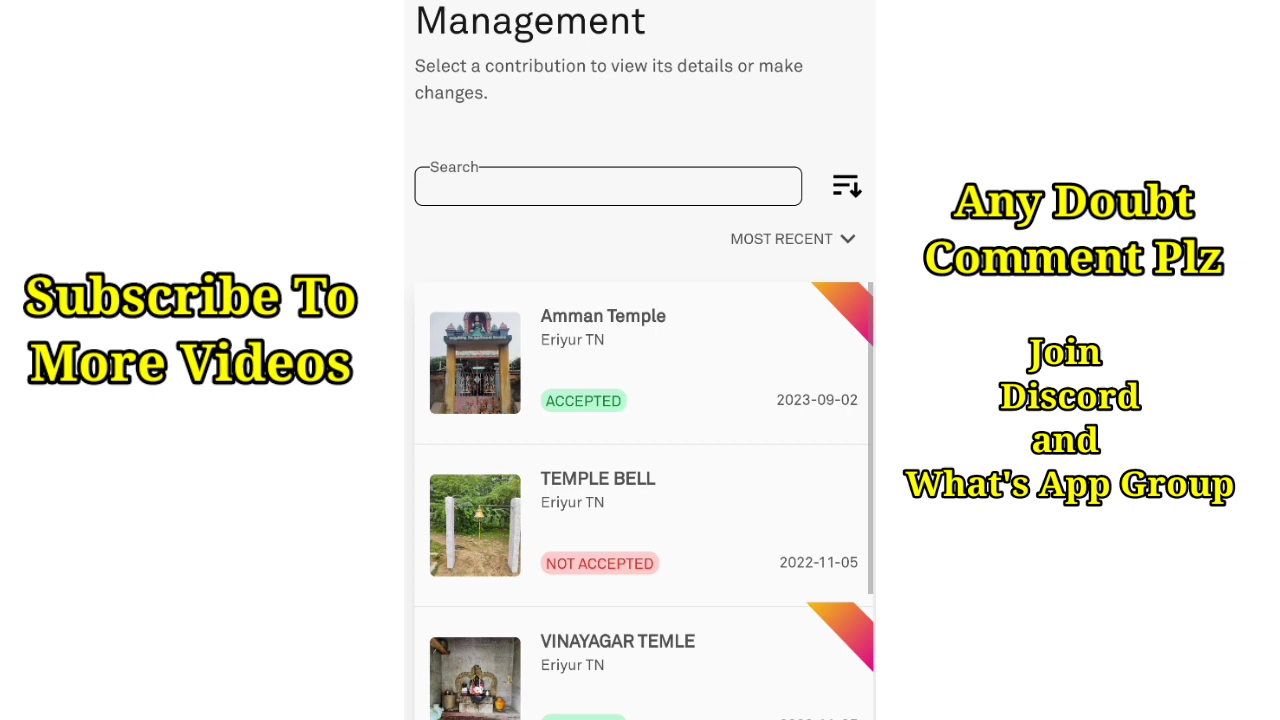 Management
Select a contribution to view its details or make
changes.
Search
MOST RECENT
Amman Temple
Eriyur TN
ACCEPTED
2023-09-02
TEMPLE BELL
Eriyur TN
NOT ACCEPTED
2022-11-05
VINAYAGAR TEMLE
Eriyur TN
Subscribe To
More Videos
Any Doubt
Comment Plz
Join
Discord
and
What's App Group